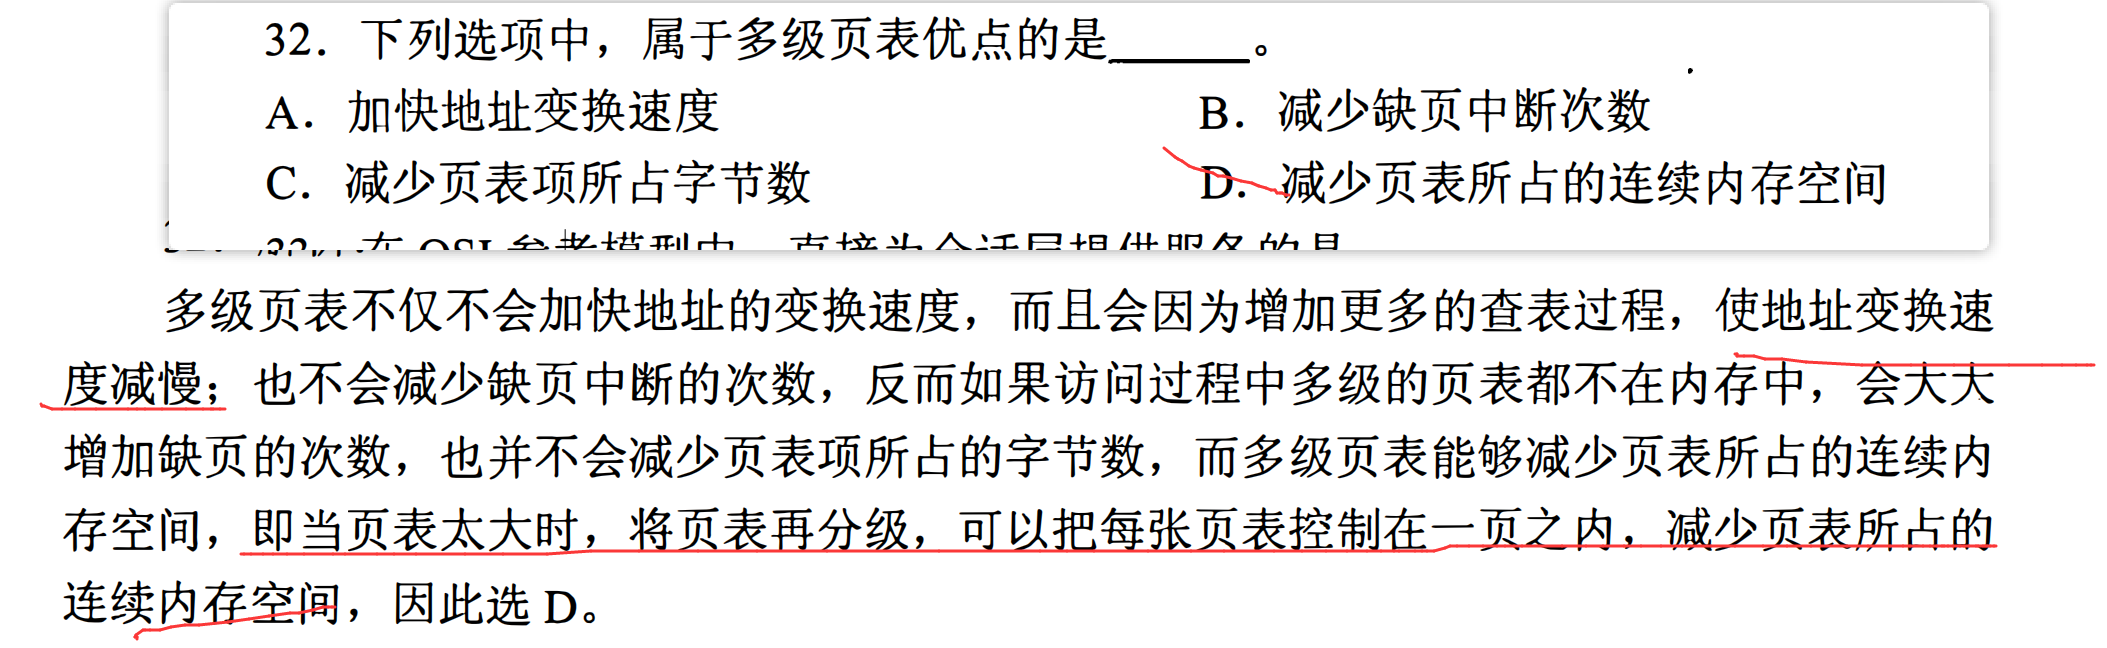 32. 下列选项中，属于多级页表优点的是______。
A. 加快地址变换速度 B. 减少缺页中断次数
C. 减少页表项所占字节数 D. 减少页表所占的连续内存空间
多级页表不仅不会加快地址的变换速度，而且会因为增加更多的查表过程，使地址变换速
度减慢；也不会减少缺页中断的次数，反而如果访问过程中多级的页表都不在内存中，会大大
增加缺页的次数，也并不会减少页表项所占的字节数，而多级页表能够减少页表所占的连续内
存空间，即当页表太大时，将页表再分级，可以把每张页表控制在一页之内，减少页表所占的
连续内存空间，因此选 D。